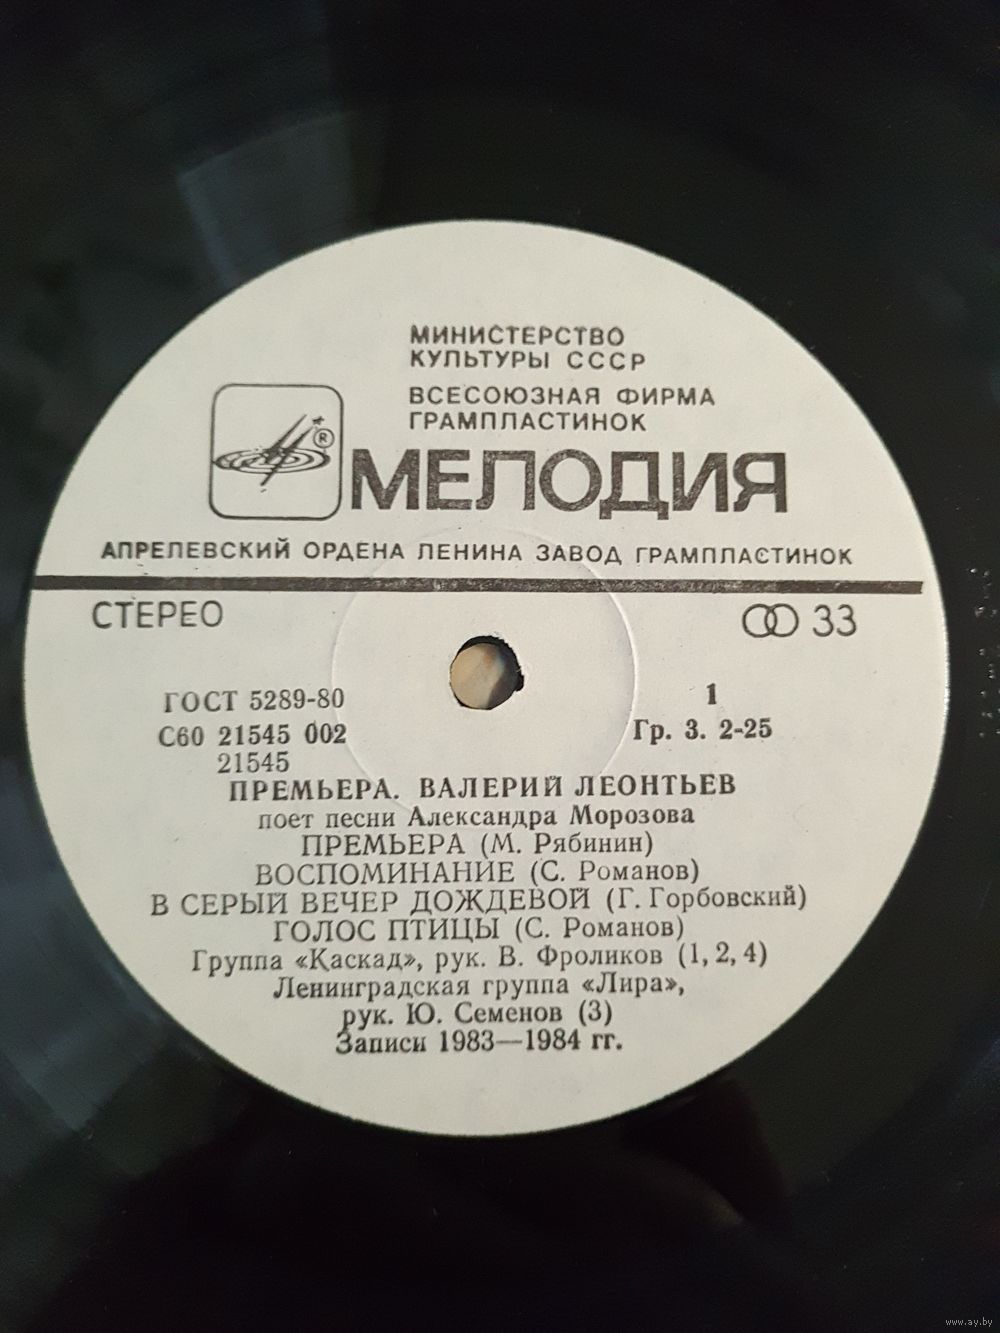 МИНИСТЕРСТВО
КУЛЬТУРЫ СССР
ВСЕСОЮЗНАЯ ФИРМА
ГРАМПЛАСТИНОК
®
МЕЛОДИЯ
АПРЕЛЕВСКИЙ ОРДЕНА ЛЕНИНА ЗАВОД ГРАМПЛАСТИНОК
СТЕРЕО 33
ГОСТ 5289-80 1
С60 21545 002 Гр. 3. 2-25
21545
ПРЕМЬЕРА. ВАЛЕРИЙ ЛЕОНТЬЕВ
поет песни Александра Морозова
ПРЕМЬЕРА (М. Рябинин)
ВОСПОМИНАНИЕ (С. Романов)
В СЕРЫЙ ВЕЧЕР ДОЖДЕВОЙ (Г. Горбовский)
ГОЛОС ПТИЦЫ (С. Романов)
Группа «Каскад», рук. В. Фроликов (1, 2, 4)
Ленинградская группа «Лира»,
рук. Ю. Семенов (3)
Записи 1983—1984 гг.
www.ay.by